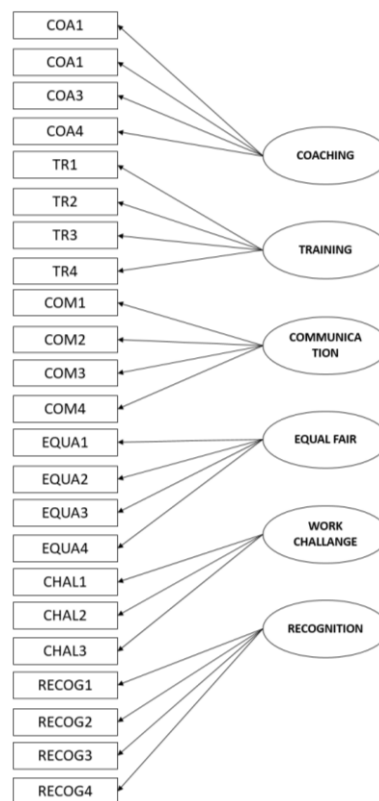 COA1
COA1
COA3
COA4
TR1
TR2
TR3
TR4
COM1
COM2
COM3
COM4
EQUA1
EQUA2
EQUA3
EQUA4
CHAL1
CHAL2
CHAL3
RECOG1
RECOG2
RECOG3
RECOG4
COACHING
TRAINING
COMMUNICA
TION
EQUAL FAIR
WORK
CHALLANGE
RECOGNITION